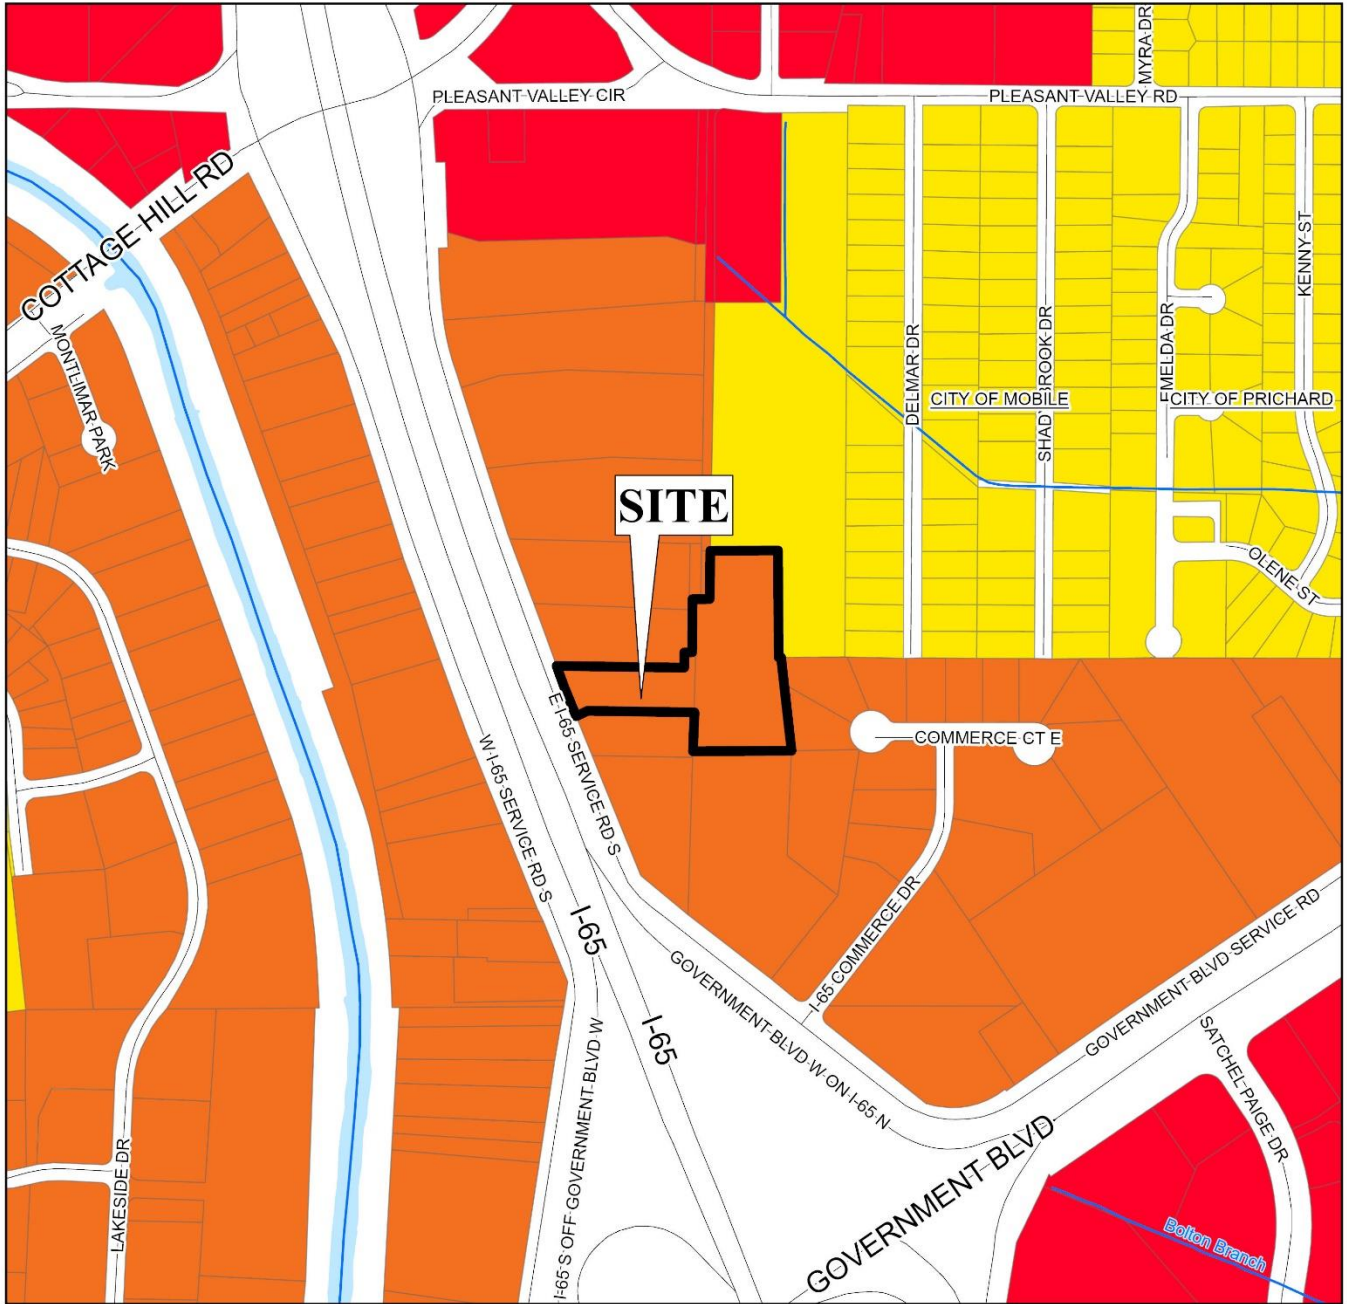 MYRA DR
PLEASANT VALLEY CIR
PLEASANT VALLEY RD
COTTAGE HILL RD
KENNY ST
MONTLIMAR PARK
DELMAR DR
SHADYBROOK DR
EMELDA DR
CITY OF MOBILE
CITY OF PRICHARD
SITE
OLENE ST
E I-65 SERVICE RD S
W I-65 SERVICE RD S
COMMERCE CT E
I-65 COMMERCE DR
I-65
I-65
GOVERNMENT BLVD W ON I-65 N
GOVERNMENT BLVD SERVICE RD
SATCHEL PAIGE DR
I-65 S OFF GOVERNMENT BLVD W
LAKESIDE DR
GOVERNMENT BLVD
Bolton Branch